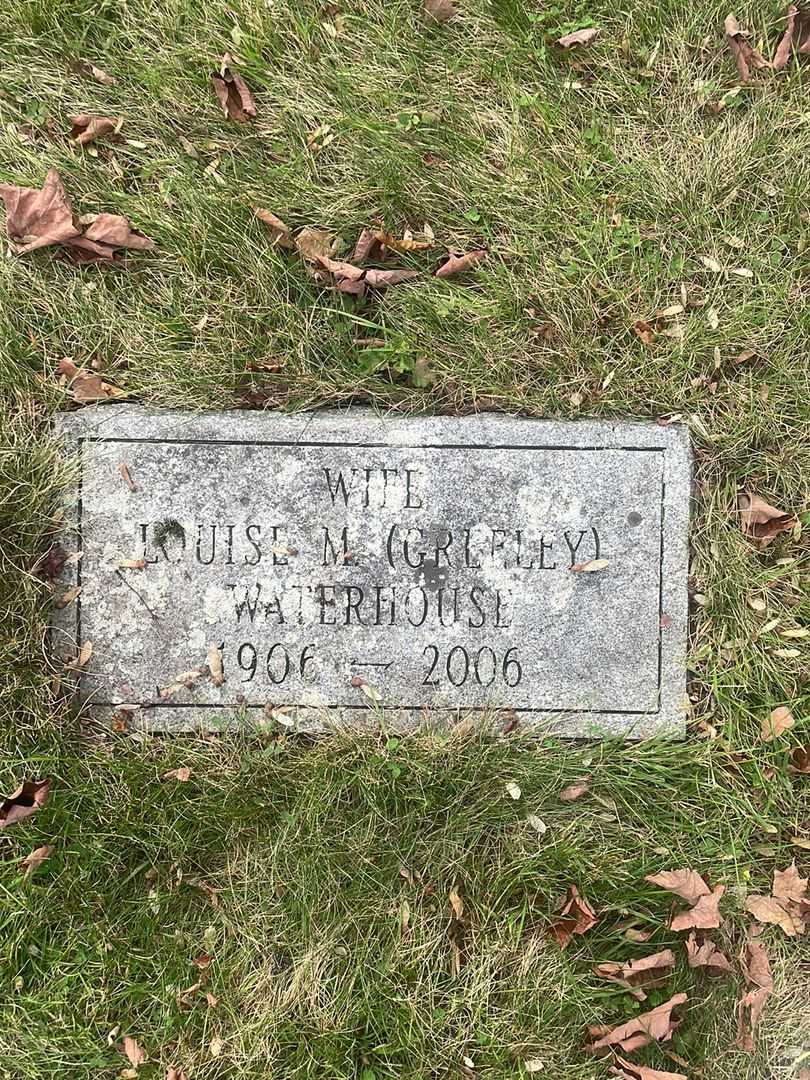 WIFE
LOUISE M. (GREELEY)
WATERHOUSE
1906 — 2006